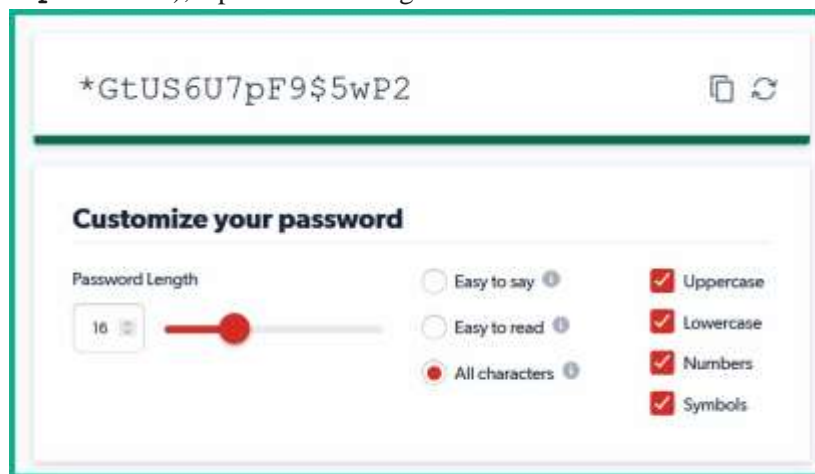 *GtUS6U7pF9$5wP2
Customize your password
Password Length
16
Easy to say
Easy to read
All characters
Uppercase
Lowercase
Numbers
Symbols